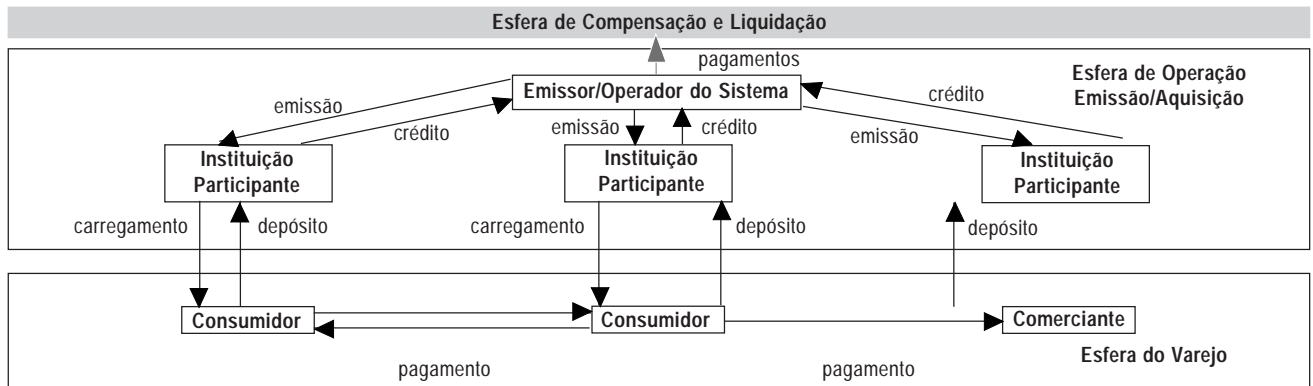 Esfera de Compensação e Liquidação
pagamentos
Esfera de Operação
Emissão/Aquisição
Emissor/Operador do Sistema
emissão
crédito
emissão
crédito
crédito
emissão
Instituição
Participante
Instituição
Participante
Instituição
Participante
carregamento
depósito
carregamento
depósito
depósito
Consumidor
Consumidor
Comerciante
Esfera do Varejo
pagamento
pagamento